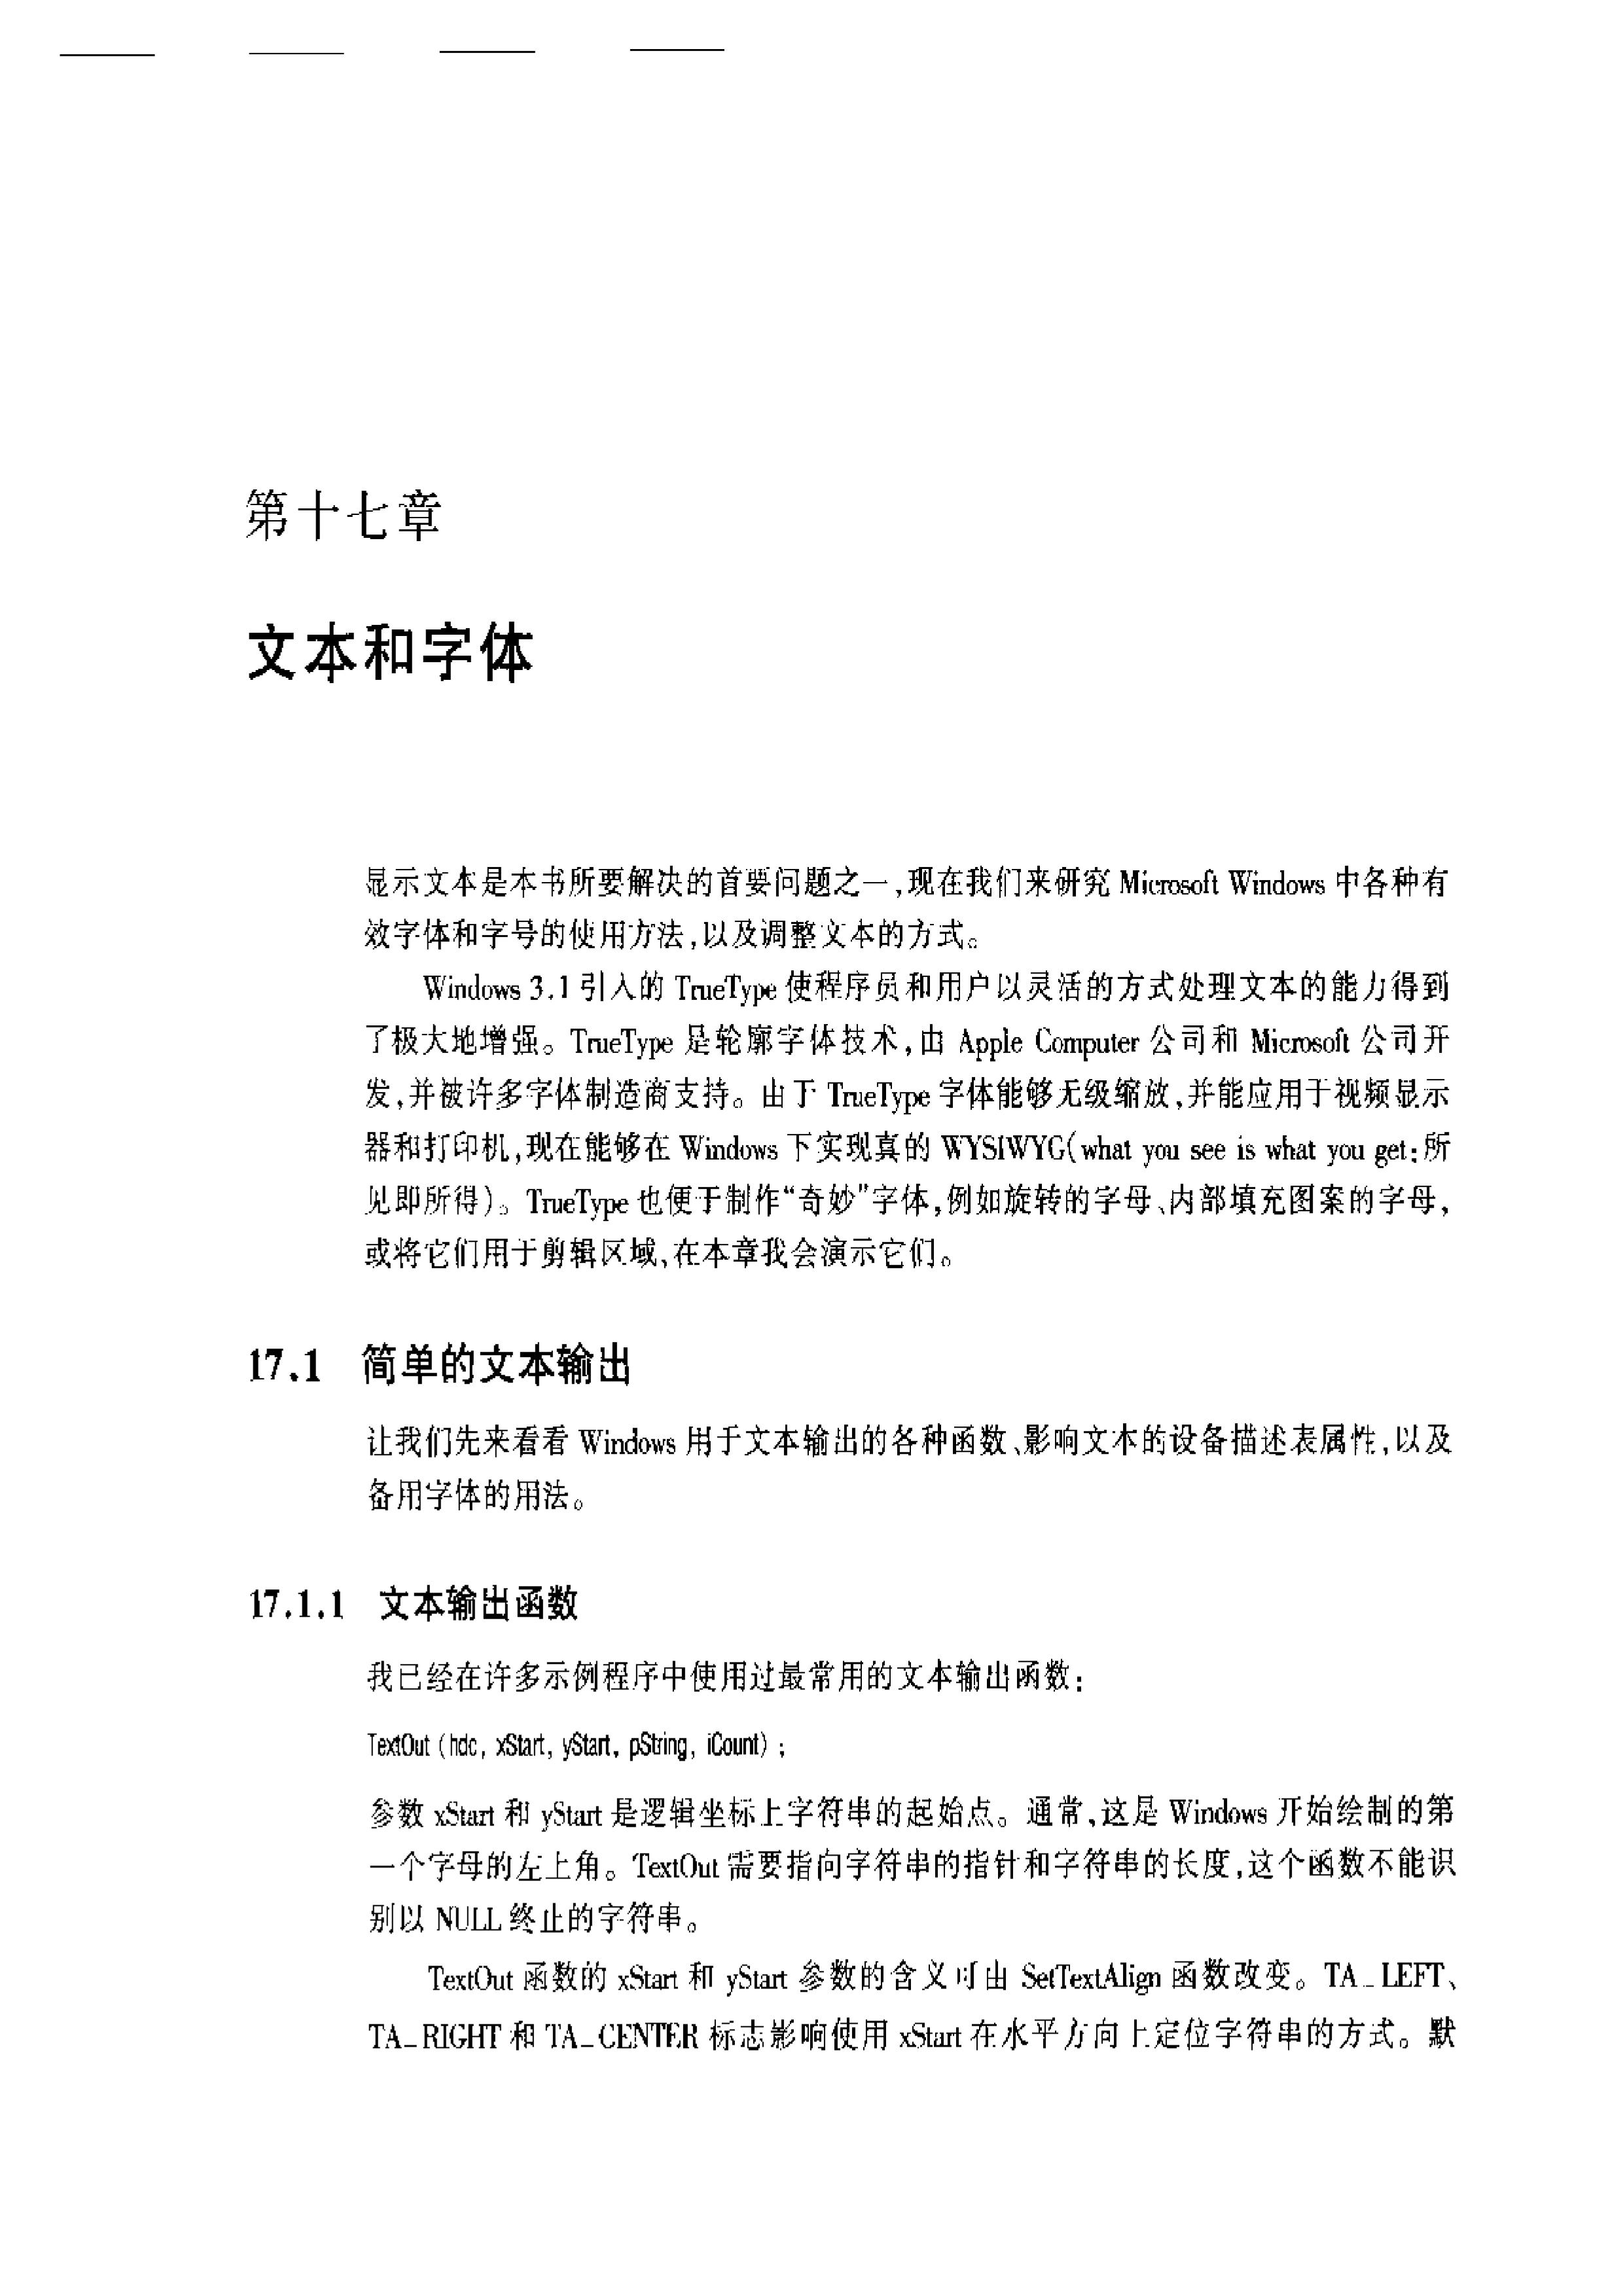 第十七章
文本和字体
显示文本是本书所要解决的首要问题之一,现在我们来研究 Microsoft Windows 中各种有
效字体和字号的使用方法,以及调整文本的方式。
Windows 3.1 引入的 TrueType 使程序员和用户以灵活的方式处理文本的能力得到
了极大地增强。TrueType 是轮廓字体技术,由 Apple Computer 公司和 Microsoft 公司开
发,并被许多字体制造商支持。由于 TrueType 字体能够无级缩放,并能应用于视频显示
器和打印机,现在能够在 Windows 下实现真的 WYSIWYG(what you see is what you get:所
见即所得)。TrueType 也便于制作“奇妙”字体,例如旋转的字母、内部填充图案的字母,
或将它们用于剪辑区域,在本章我会演示它们。
17.1 简单的文本输出
让我们先来看看 Windows 用于文本输出的各种函数、影响文本的设备描述表属性,以及
备用字体的用法。
17.1.1 文本输出函数
我已经在许多示例程序中使用过最常用的文本输出函数:
TextOut (hdc, xStart, yStart, pString, iCount) ;
参数 xStart 和 yStart 是逻辑坐标上字符串的起始点。通常,这是 Windows 开始绘制的第
一个字母的左上角。TextOut 需要指向字符串的指针和字符串的长度,这个函数不能识
别以 NULL 终止的字符串。
TextOut 函数的 xStart 和 yStart 参数的含义可由 SetTextAlign 函数改变。TA_LEFT、
TA_RIGHT 和 TA_CENTER 标志影响使用 xStart 在水平方向上定位字符串的方式。默